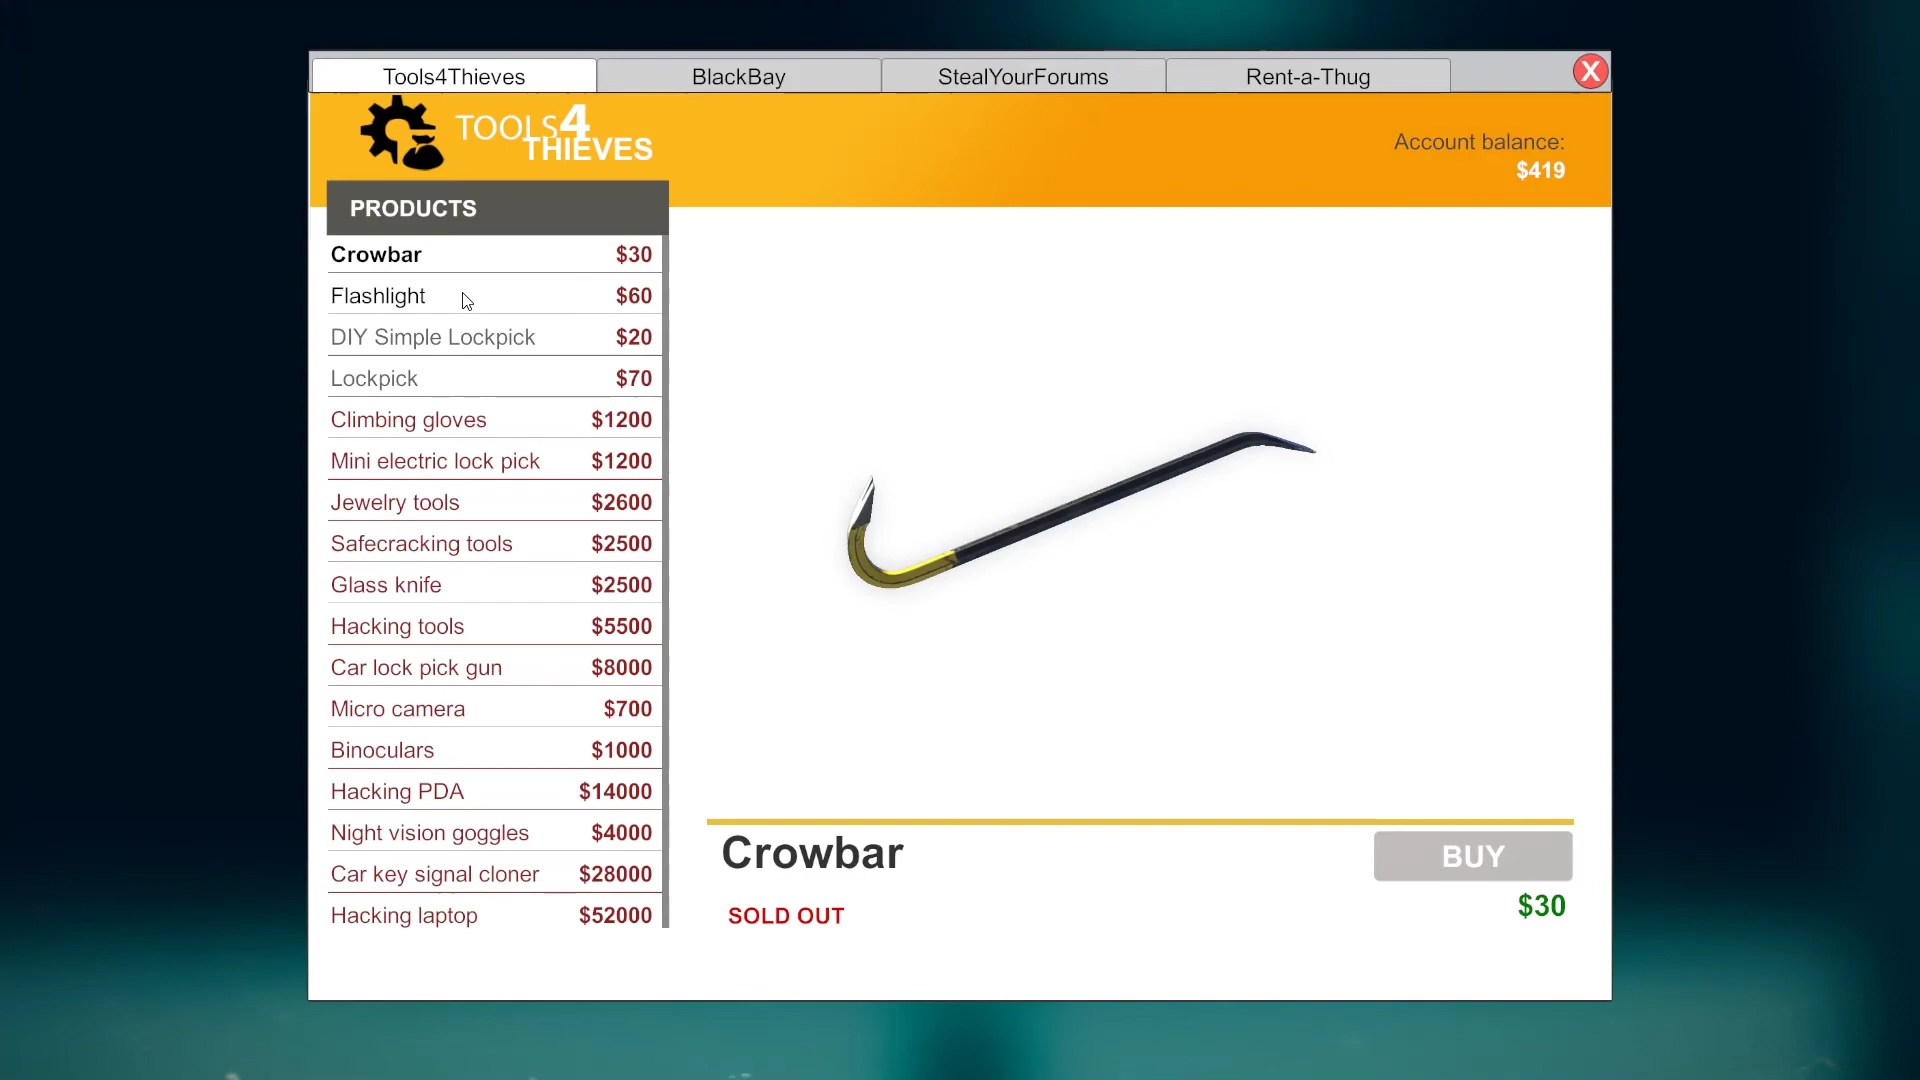 Tools4Thieves
BlackBay
StealYourForums
Rent-a-Thug
X
TOOLS4
THIEVES
Account balance:
$419
PRODUCTS
Crowbar $30
Flashlight $60
DIY Simple Lockpick $20
Lockpick $70
Climbing gloves $1200
Mini electric lock pick $1200
Jewelry tools $2600
Safecracking tools $2500
Glass knife $2500
Hacking tools $5500
Car lock pick gun $8000
Micro camera $700
Binoculars $1000
Hacking PDA $14000
Night vision goggles $4000
Car key signal cloner $28000
Hacking laptop $52000
Crowbar
BUY
SOLD OUT
$30